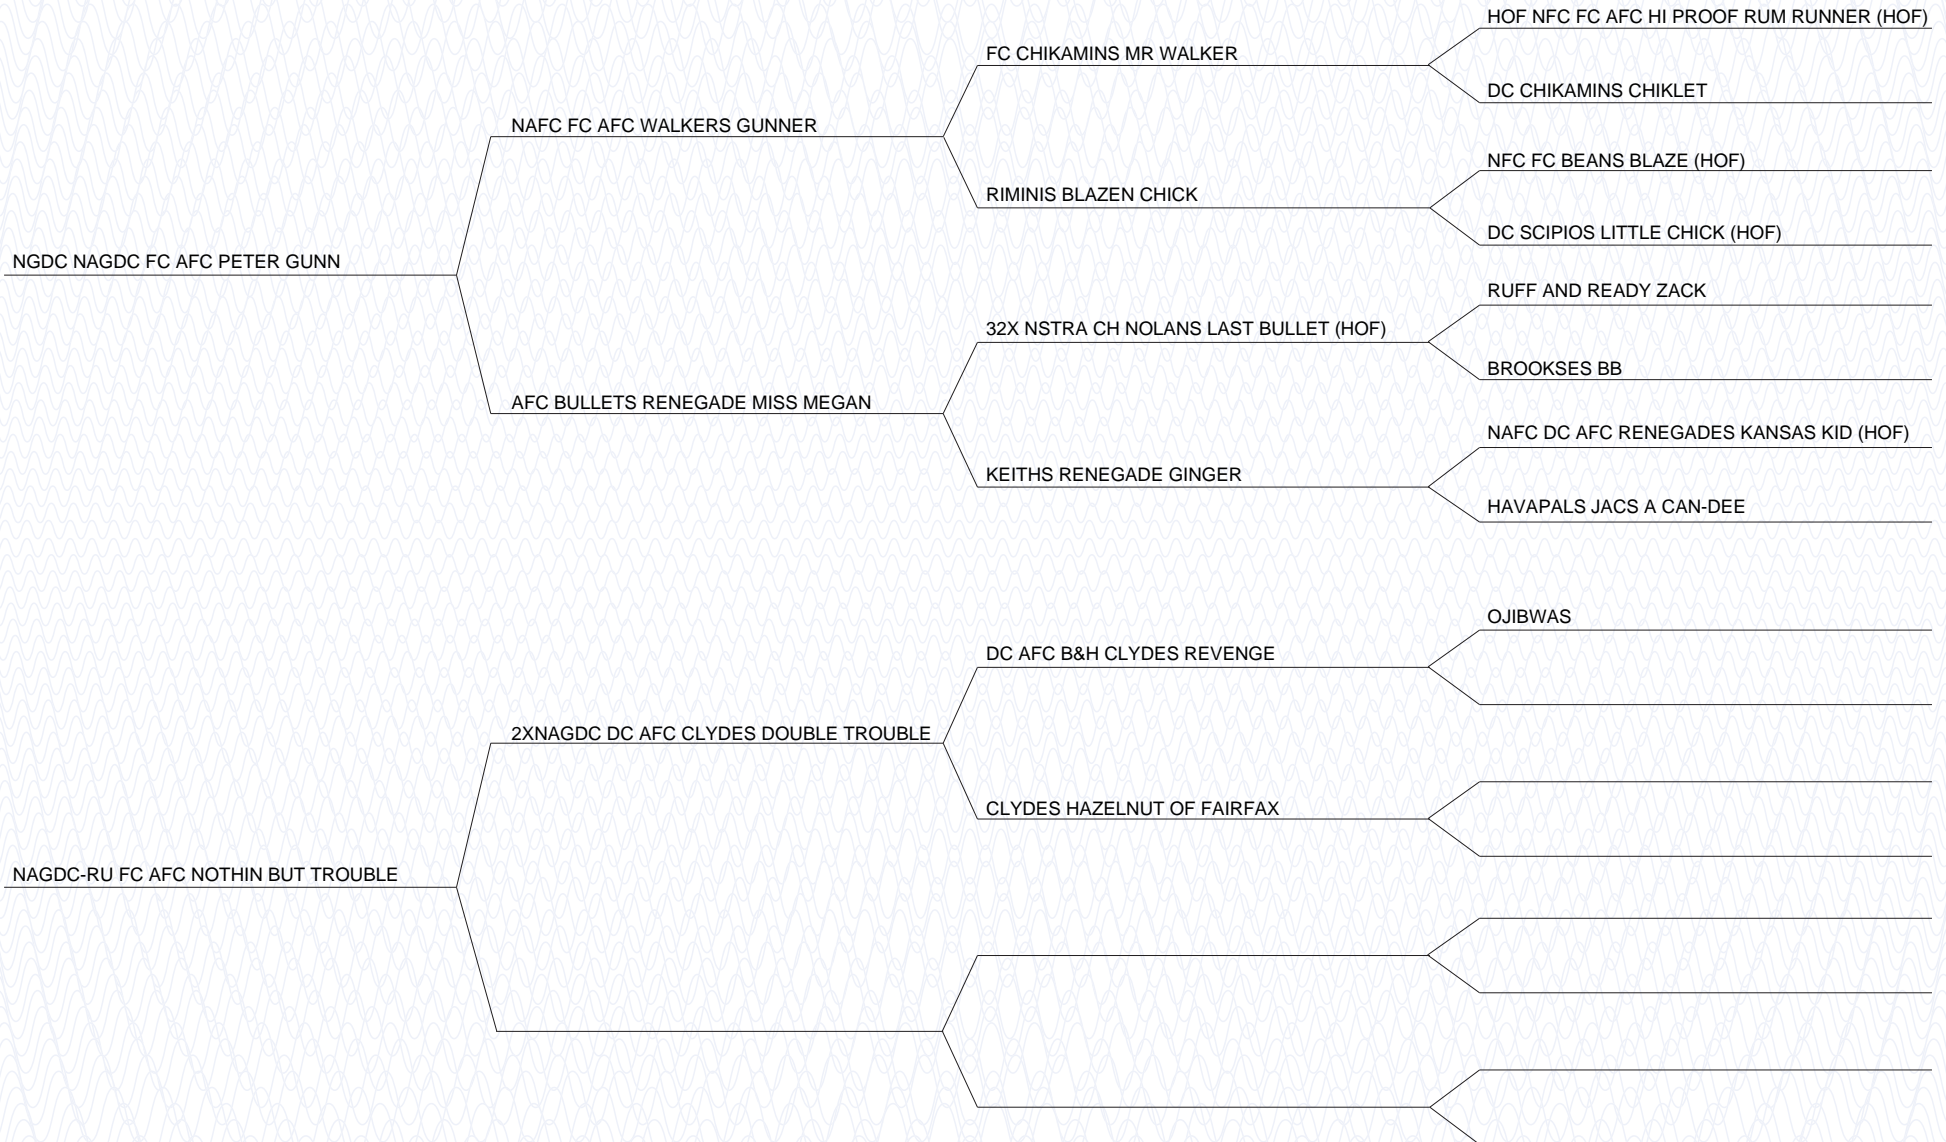 HOF NFC FC AFC HI PROOF RUM RUNNER (HOF)
FC CHIKAMINS MR WALKER
DC CHIKAMINS CHIKLET
NAFC FC AFC WALKERS GUNNER
NFC FC BEANS BLAZE (HOF)
RIMINIS BLAZEN CHICK
DC SCIPIOS LITTLE CHICK (HOF)
NGDC NAGDC FC AFC PETER GUNN
RUFF AND READY ZACK
32X NSTRA CH NOLANS LAST BULLET (HOF)
BROOKSES BB
AFC BULLETS RENEGADE MISS MEGAN
NAFC DC AFC RENEGADES KANSAS KID (HOF)
KEITHS RENEGADE GINGER
HAVAPALS JACS A CAN-DEE
OJIBWAS
DC AFC B&H CLYDES REVENGE
2XNAGDC DC AFC CLYDES DOUBLE TROUBLE
CLYDES HAZELNUT OF FAIRFAX
NAGDC-RU FC AFC NOTHIN BUT TROUBLE